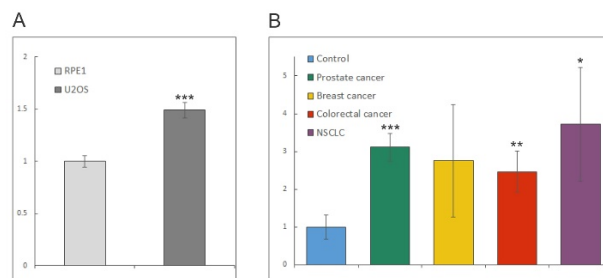 A
RPE1
U2OS
2
1.5
1
0.5
0
***
B
Control
Prostate cancer
Breast cancer
Colorectal cancer
NSCLC
5
4
3
2
1
0
***
**
*